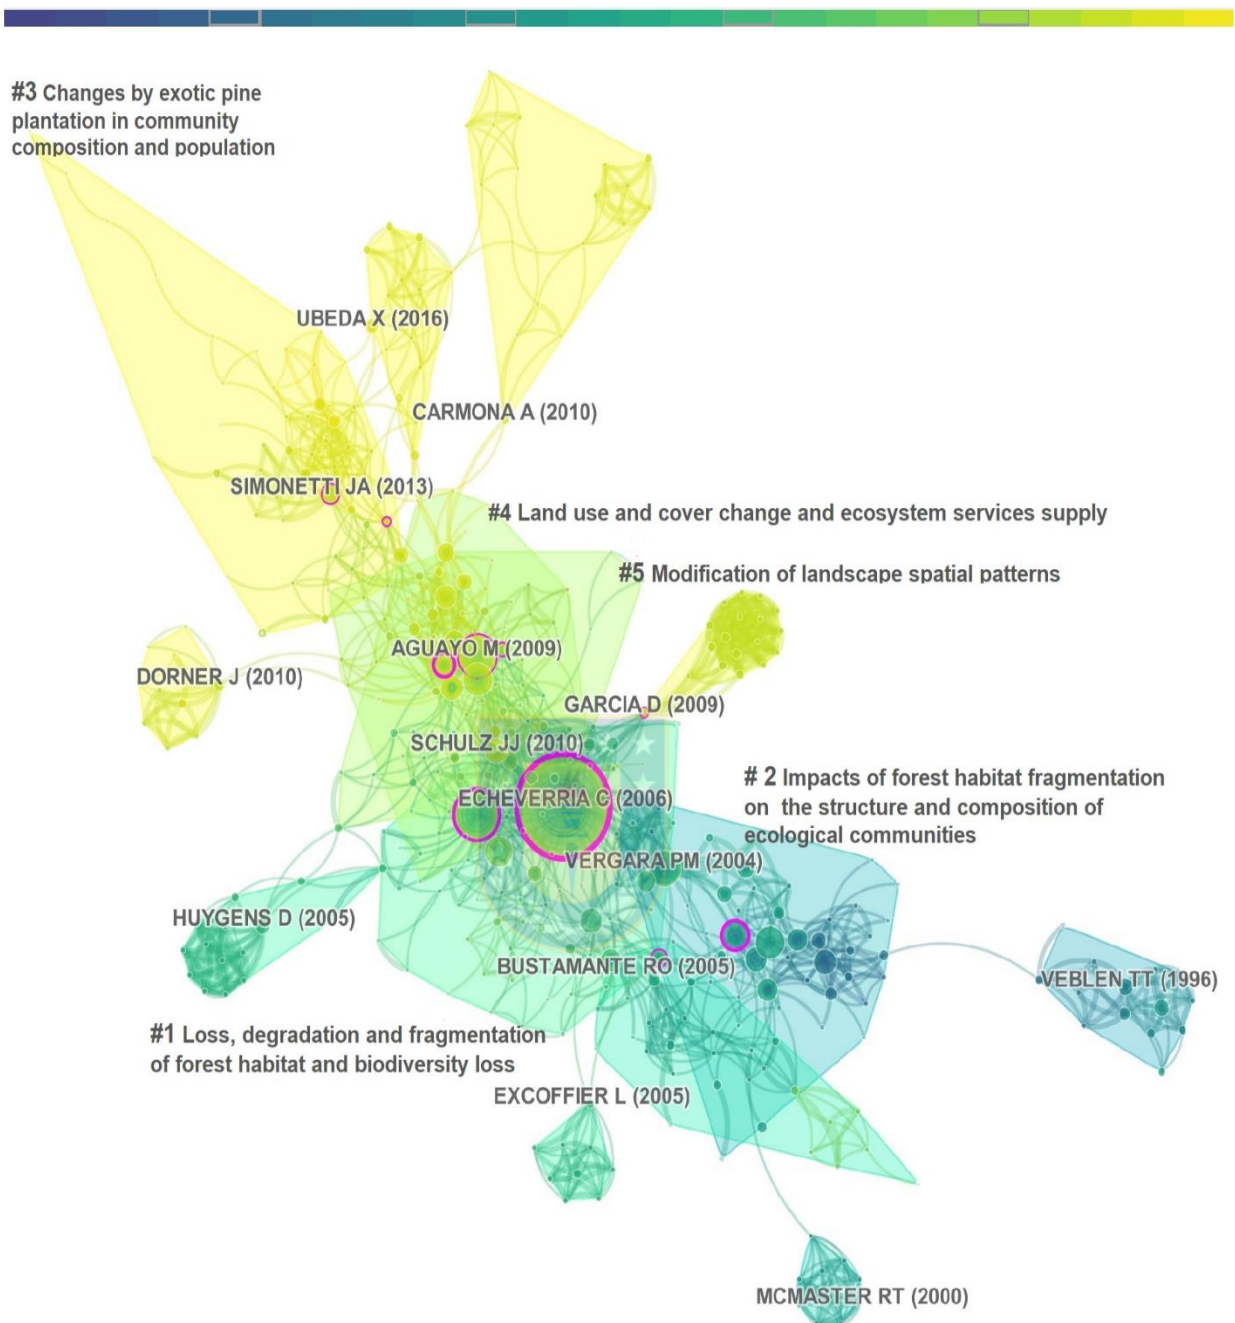 #3 Changes by exotic pine
plantation in community
composition and population
UBEDA X (2016)
CARMONA A (2010)
SIMONETTI JA (2013)
#4 Land use and cover change and ecosystem services supply
#5 Modification of landscape spatial patterns
AGUAYO M (2009)
DORNER J (2010)
GARCIA D (2009)
SCHULZ JJ (2010)
# 2 Impacts of forest habitat fragmentation
on the structure and composition of
ecological communities
ECHEVERRIA C (2006)
VERGARA PM (2004)
HUYGENS D (2005)
BUSTAMANTE RO (2005)
VEBLEN TT (1996)
#1 Loss, degradation and fragmentation
of forest habitat and biodiversity loss
EXCOFFIER L (2005)
MCMASTER RT (2000)